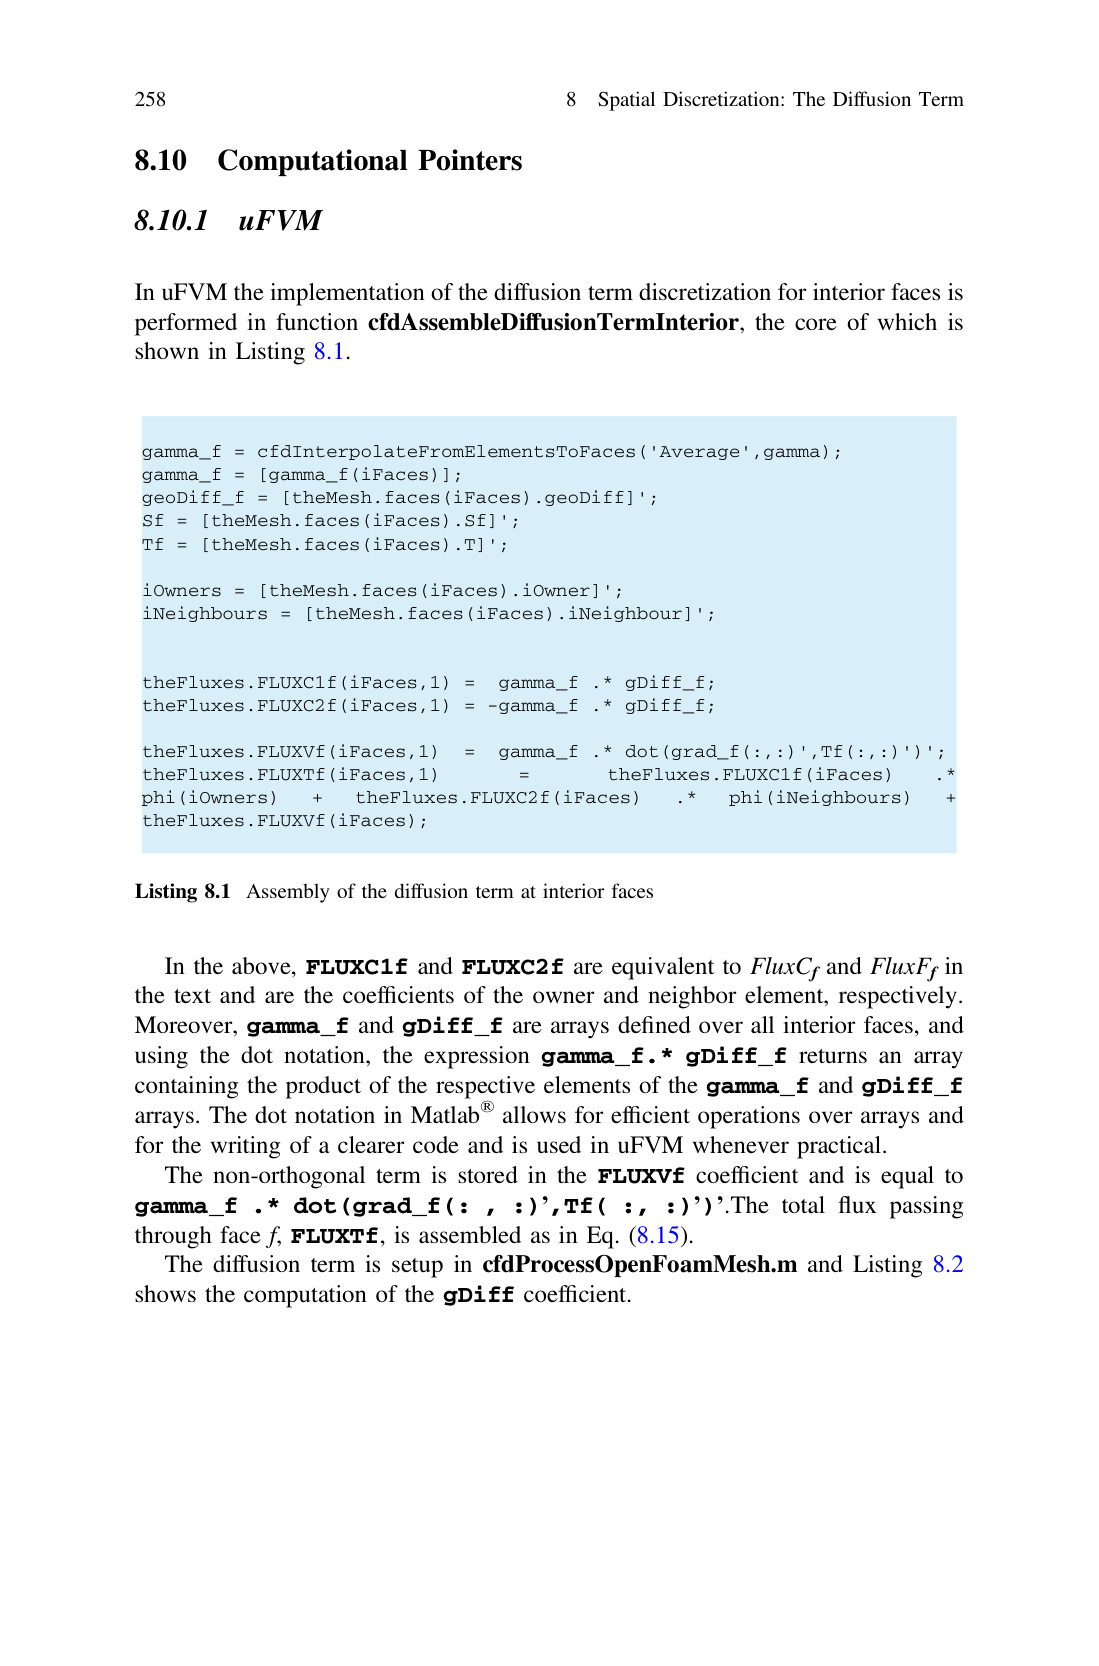 258 8 Spatial Discretization: The Diffusion Term
8.10 Computational Pointers
8.10.1 uFVM
In uFVM the implementation of the diffusion term discretization for interior faces is
performed in function cfdAssembleDiffusionTermInterior, the core of which is
shown in Listing 8.1.
gamma_f = cfdInterpolateFromElementsToFaces('Average',gamma);
gamma_f = [gamma_f(iFaces)];
geoDiff_f = [theMesh.faces(iFaces).geoDiff]';
Sf = [theMesh.faces(iFaces).Sf]';
Tf = [theMesh.faces(iFaces).T]';
iOwners = [theMesh.faces(iFaces).iOwner]';
iNeighbours = [theMesh.faces(iFaces).iNeighbour]';
theFluxes.FLUXC1f(iFaces,1) = gamma_f .* gDiff_f;
theFluxes.FLUXC2f(iFaces,1) = -gamma_f .* gDiff_f;
theFluxes.FLUXVf(iFaces,1) = gamma_f .* dot(grad_f(:,:)',Tf(:,:)')';
theFluxes.FLUXTf(iFaces,1) = theFluxes.FLUXC1f(iFaces) .*
phi(iOwners) + theFluxes.FLUXC2f(iFaces) .* phi(iNeighbours) +
theFluxes.FLUXVf(iFaces);
Listing 8.1 Assembly of the diffusion term at interior faces
In the above, FLUXC1f and FLUXC2f are equivalent to FluxCf and FluxFf in
the text and are the coefficients of the owner and neighbor element, respectively.
Moreover, gamma_f and gDiff_f are arrays defined over all interior faces, and
using the dot notation, the expression gamma_f.* gDiff_f returns an array
containing the product of the respective elements of the gamma_f and gDiff_f
arrays. The dot notation in Matlab® allows for efficient operations over arrays and
for the writing of a clearer code and is used in uFVM whenever practical.
The non-orthogonal term is stored in the FLUXVf coefficient and is equal to
gamma_f .* dot(grad_f(: , :)’,Tf( :, :)’)’.The total flux passing
through face f, FLUXTf, is assembled as in Eq. (8.15).
The diffusion term is setup in cfdProcessOpenFoamMesh.m and Listing 8.2
shows the computation of the gDiff coefficient.